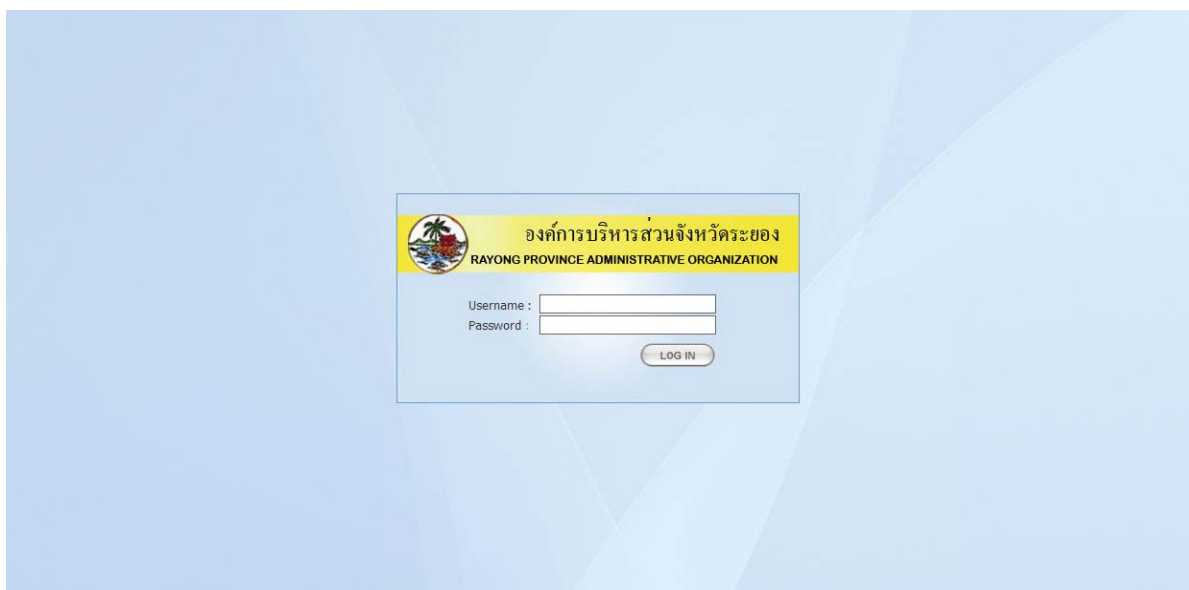 องค์การบริหารส่วนจังหวัดระยอง
RAYONG PROVINCE ADMINISTRATIVE ORGANIZATION
Username :
Password :
LOG IN